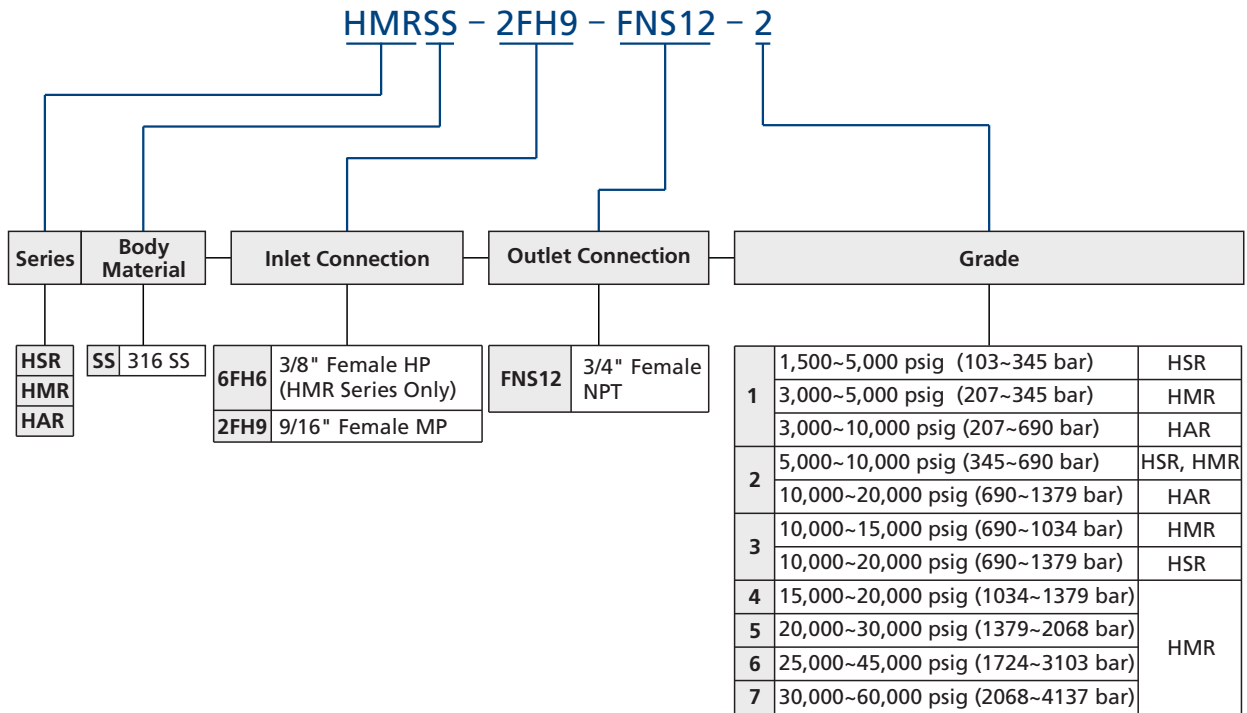 HMRSS – 2FH9 – FNS12 – 2
Series
Body
Material
Inlet Connection
Outlet Connection
Grade
HSR
HMR
HAR
SS 316 SS
6FH6 3/8" Female HP
(HMR Series Only)
2FH9 9/16" Female MP
FNS12 3/4" Female
NPT
1 1,500~5,000 psig (103~345 bar) HSR
3,000~5,000 psig (207~345 bar) HMR
3,000~10,000 psig (207~690 bar) HAR
2 5,000~10,000 psig (345~690 bar) HSR, HMR
10,000~20,000 psig (690~1379 bar) HAR
3 10,000~15,000 psig (690~1034 bar) HMR
10,000~20,000 psig (690~1379 bar) HSR
4 15,000~20,000 psig (1034~1379 bar)
5 20,000~30,000 psig (1379~2068 bar)
6 25,000~45,000 psig (1724~3103 bar)
7 30,000~60,000 psig (2068~4137 bar)
HMR